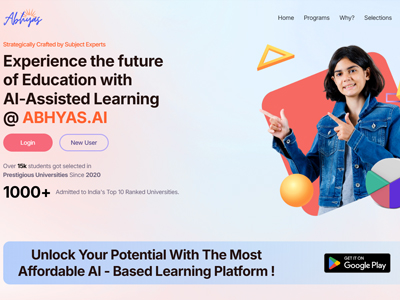 Abhyas
Home Programs Why? Selections
Strategically Crafted by Subject Experts
Experience the future
of Education with
AI-Assisted Learning
@ ABHYAS.AI
Login New User
Over 15k students got selected in
Prestigious Universities Since 2020
1000+ Admitted to India's Top 10 Ranked Universities.
Unlock Your Potential With The Most
Affordable AI - Based Learning Platform !
GET IT ON
Google Play